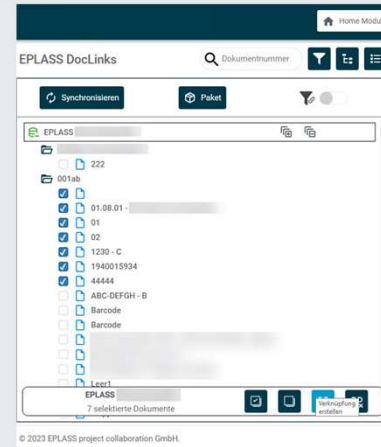 Home Modu
EPLASS DocLinks
Dokumentnummer
Synchronisieren
Paket
EPLASS
222
001ab
01.08.01 -
01
02
1230 - C
1940015934
44444
ABC-DEFGH - B
Barcode
Barcode
Leer1
EPLASS
7 selektierte Dokumente
Verknüpfung
erstellen
© 2023 EPLASS project collaboration GmbH.